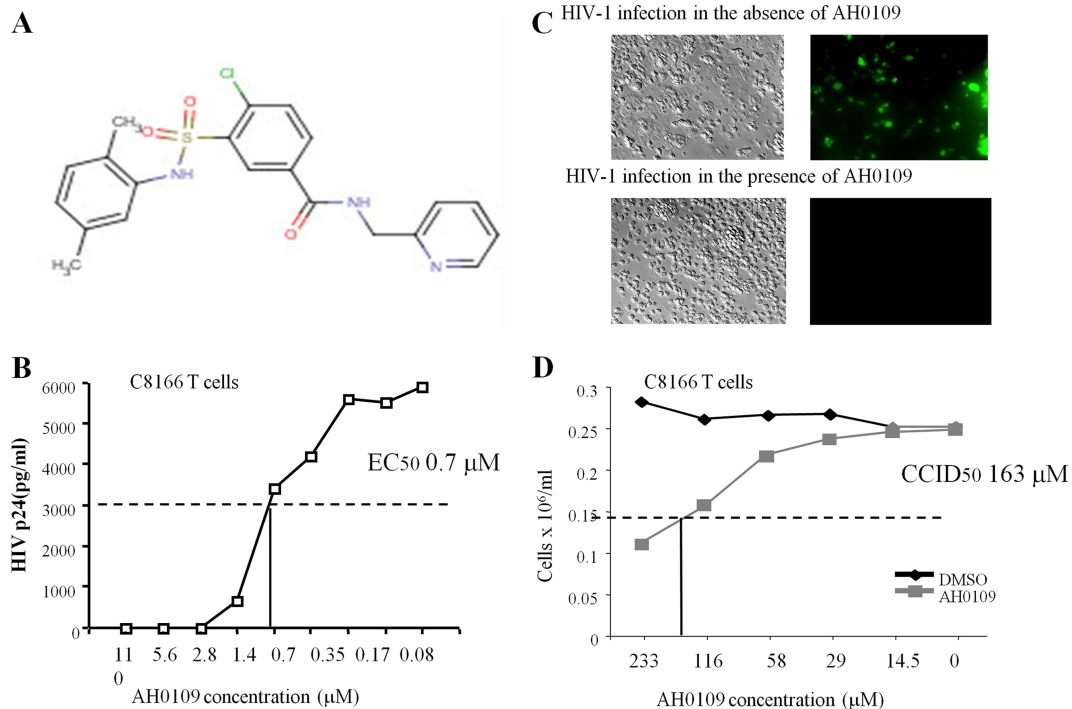 A
Cl
O
O
S
CH₃
NH
H₃C
O
NH
N
B
C8166 T cells
HIV p24(pg/ml)
6000
5000
4000
3000
2000
1000
0
EC50 0.7 µM
11 5.6 2.8 1.4 0.7 0.35 0.17 0.08
0
AH0109 concentration (µM)
C
HIV-1 infection in the absence of AH0109
HIV-1 infection in the presence of AH0109
D
C8166 T cells
Cells x 10⁶/ml
0.3
0.25
0.2
0.15
0.1
0.05
0
CCID50 163 µM
DMSO
AH0109
233 116 58 29 14.5 0
AH0109 concentration (µM)